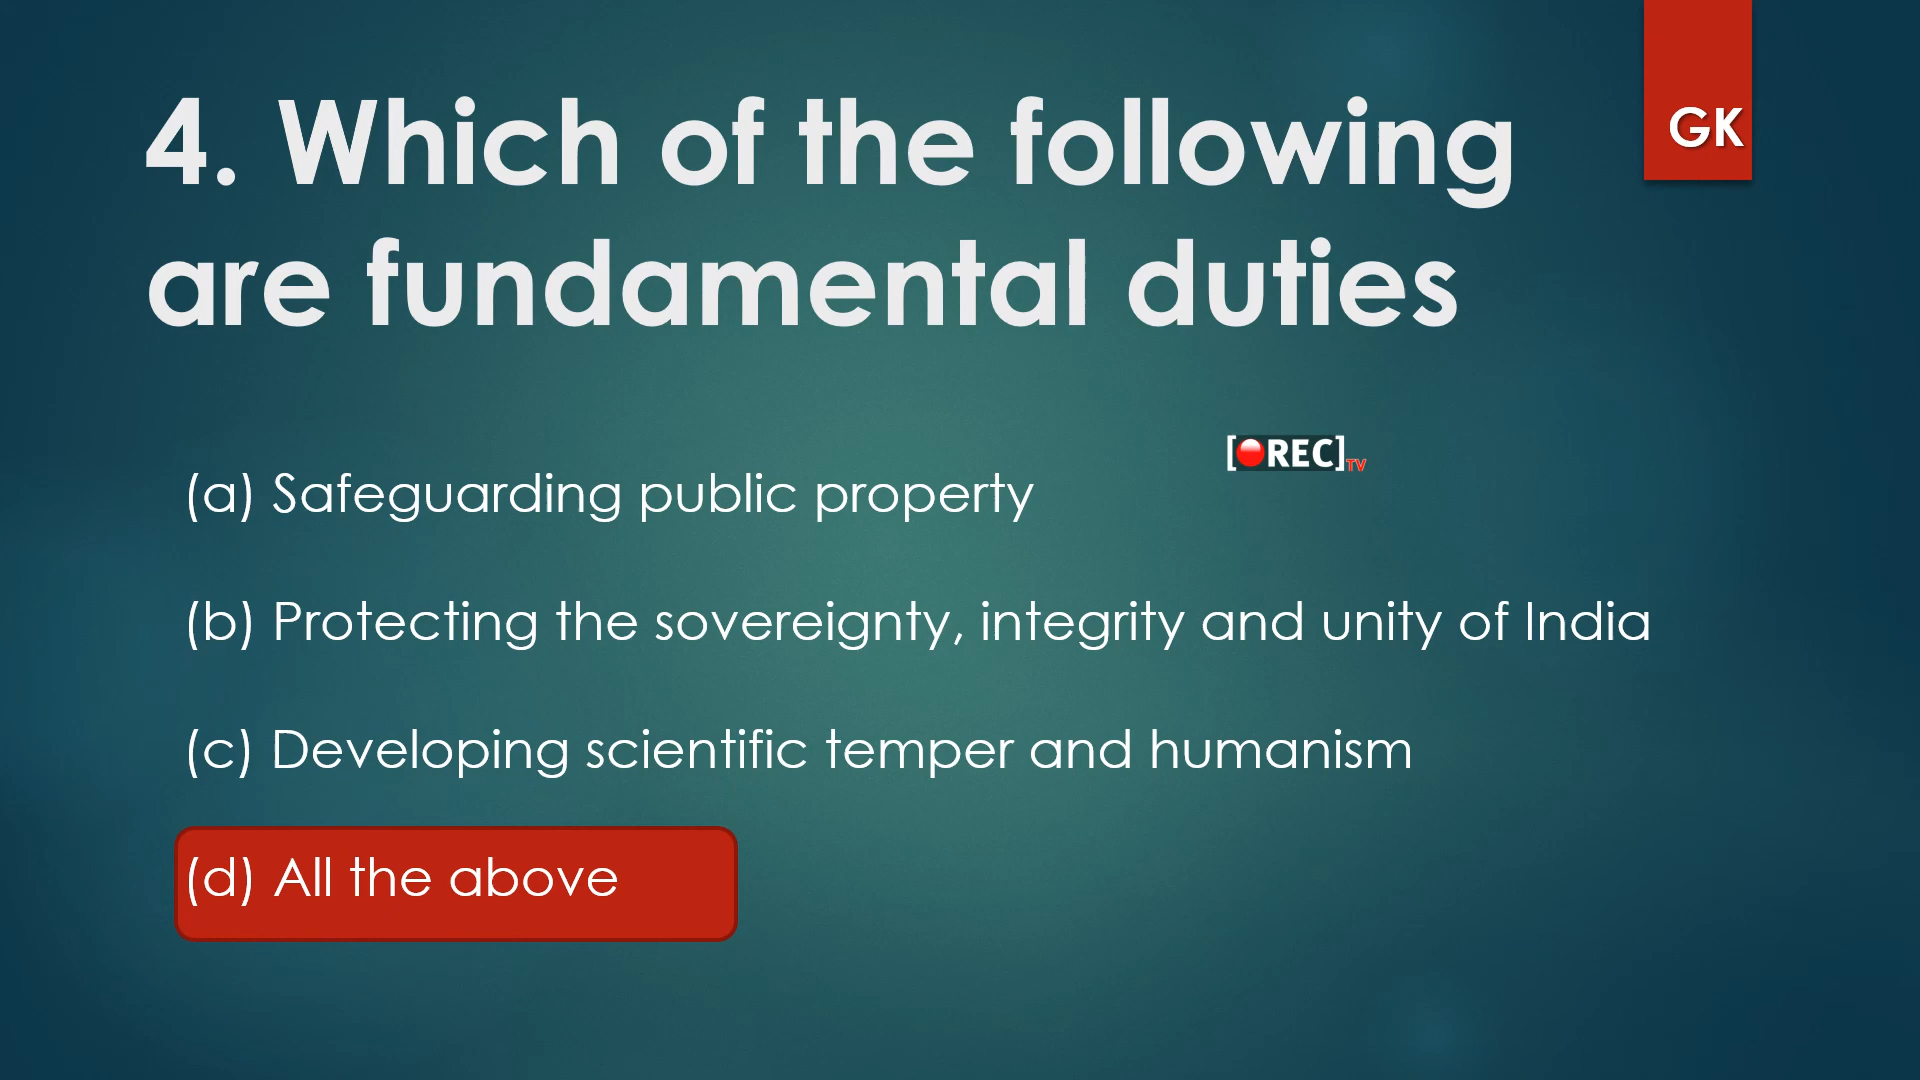 GK
4. Which of the following
are fundamental duties
[REC]TV
(a) Safeguarding public property
(b) Protecting the sovereignty, integrity and unity of India
(c) Developing scientific temper and humanism
(d) All the above